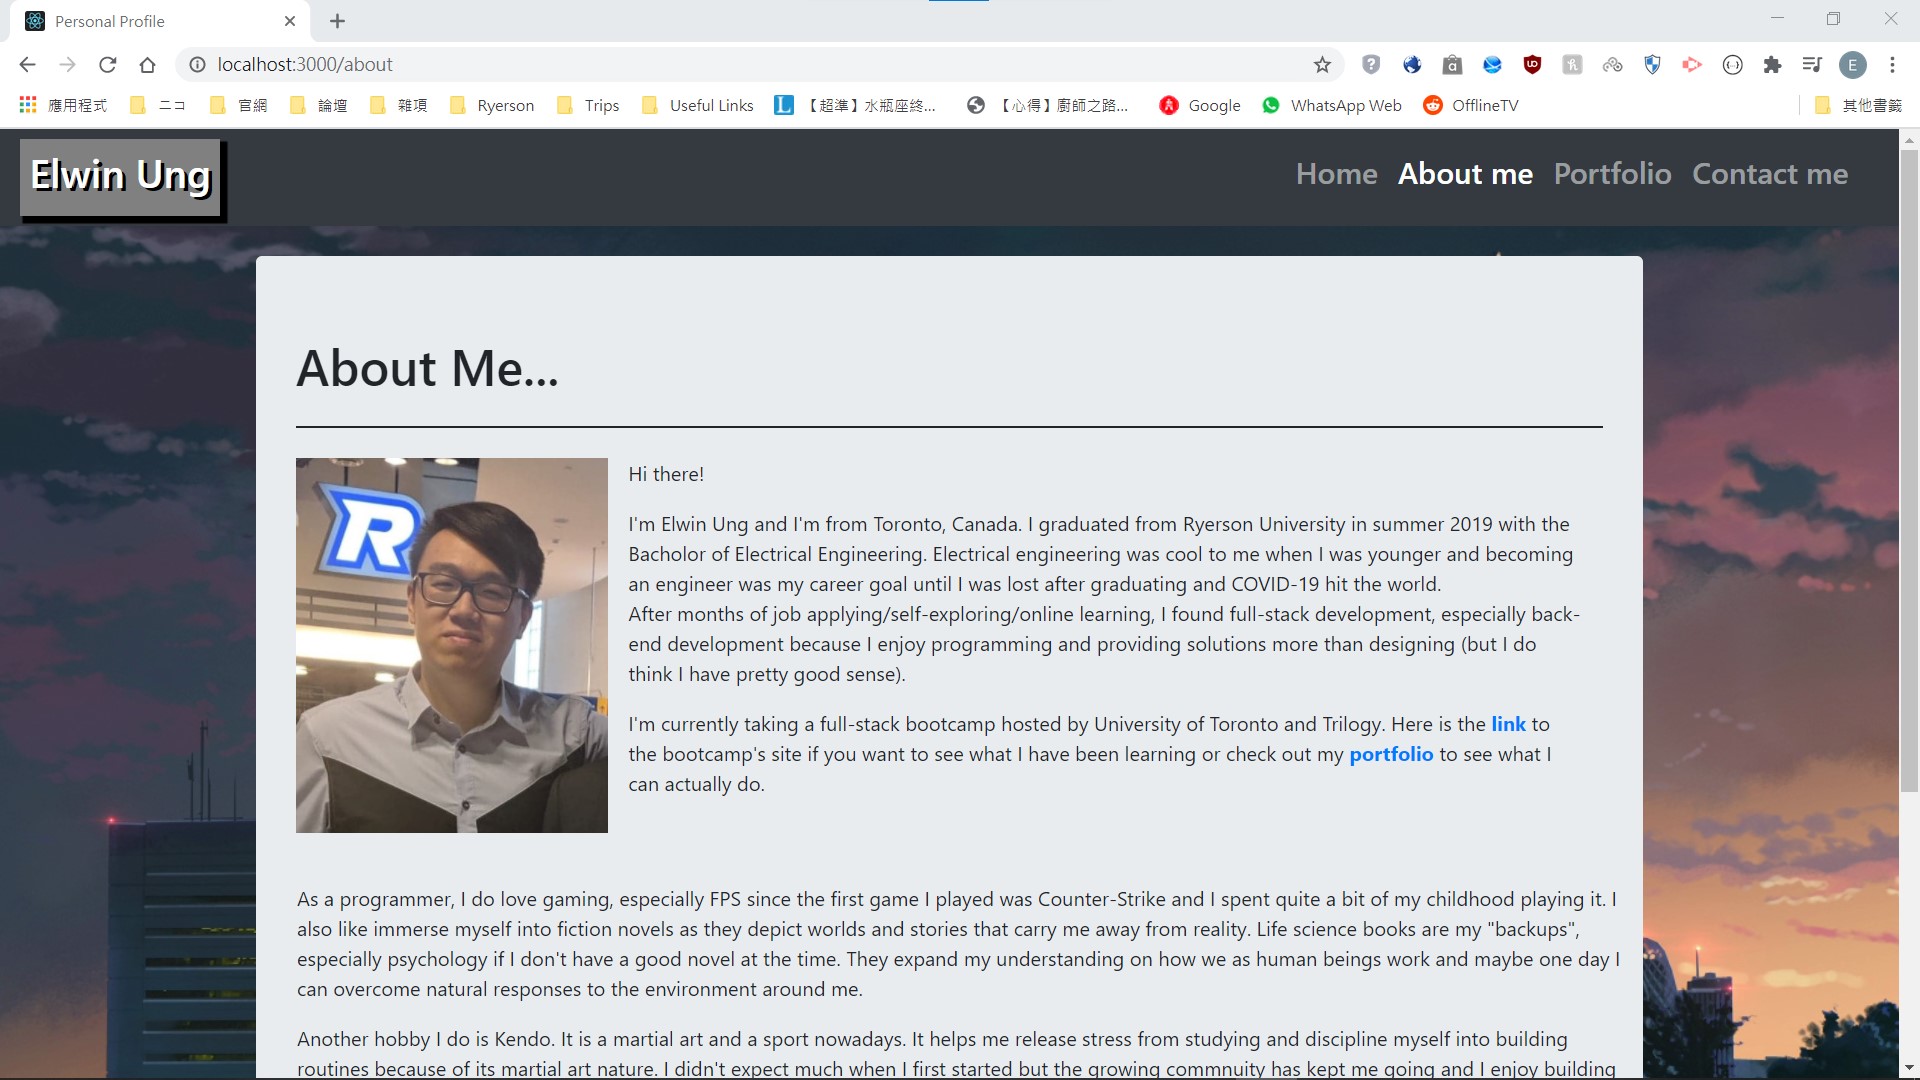 Personal Profile
localhost:3000/about
E
應用程式
ニコ
官網
論壇
雜項
Ryerson
Trips
Useful Links
【超準】水瓶座終...
【心得】廚師之路...
Google
WhatsApp Web
OfflineTV
其他書籤
Elwin Ung
Home About me Portfolio Contact me
About Me...
R
Hi there!
I'm Elwin Ung and I'm from Toronto, Canada. I graduated from Ryerson University in summer 2019 with the
Bacholor of Electrical Engineering. Electrical engineering was cool to me when I was younger and becoming
an engineer was my career goal until I was lost after graduating and COVID-19 hit the world.
After months of job applying/self-exploring/online learning, I found full-stack development, especially back-
end development because I enjoy programming and providing solutions more than designing (but I do
think I have pretty good sense).
I'm currently taking a full-stack bootcamp hosted by University of Toronto and Trilogy. Here is the link to
the bootcamp's site if you want to see what I have been learning or check out my portfolio to see what I
can actually do.
As a programmer, I do love gaming, especially FPS since the first game I played was Counter-Strike and I spent quite a bit of my childhood playing it. I
also like immerse myself into fiction novels as they depict worlds and stories that carry me away from reality. Life science books are my "backups",
especially psychology if I don't have a good novel at the time. They expand my understanding on how we as human beings work and maybe one day I
can overcome natural responses to the environment around me.
Another hobby I do is Kendo. It is a martial art and a sport nowadays. It helps me release stress from studying and discipline myself into building
routines because of its martial art nature. I didn't expect much when I first started but the growing commnuity has kept me going and I enjoy building